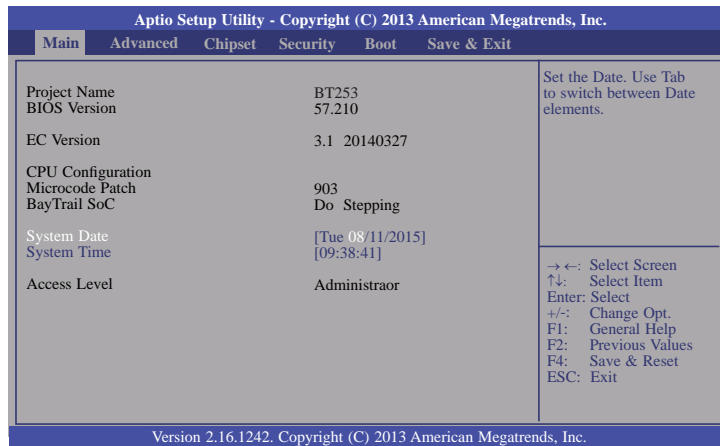 Aptio Setup Utility - Copyright (C) 2013 American Megatrends, Inc.
Main Advanced Chipset Security Boot Save & Exit
Project Name BT253
BIOS Version 57.210
EC Version 3.1 20140327
CPU Configuration
Microcode Patch 903
BayTrail SoC Do Stepping
System Date [Tue 08/11/2015]
System Time [09:38:41]
Access Level Administraor
Set the Date. Use Tab
to switch between Date
elements.
→←: Select Screen
↑↓: Select Item
Enter: Select
+/-: Change Opt.
F1: General Help
F2: Previous Values
F4: Save & Reset
ESC: Exit
Version 2.16.1242. Copyright (C) 2013 American Megatrends, Inc.